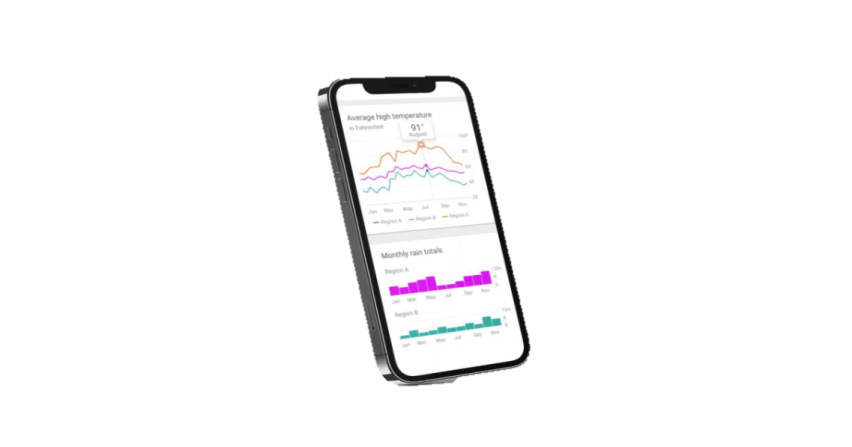 Average high temperature
in Fahrenheit
91°
August
100°
80
60
40
20
Jan Mar May Jul Sep Nov
Region A Region B Region C
Monthly rain totals
Region A
Jan Mar May Jul Sep Nov
Region B
Jan Mar May Jul Sep Nov